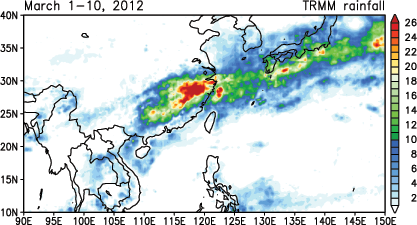 March 1-10, 2012 TRMM rainfall
40N
35N
30N
25N
20N
15N
10N
90E 95E 100E 105E 110E 115E 120E 125E 130E 135E 140E 145E 150E
26
24
22
20
18
16
14
12
10
8
6
4
2